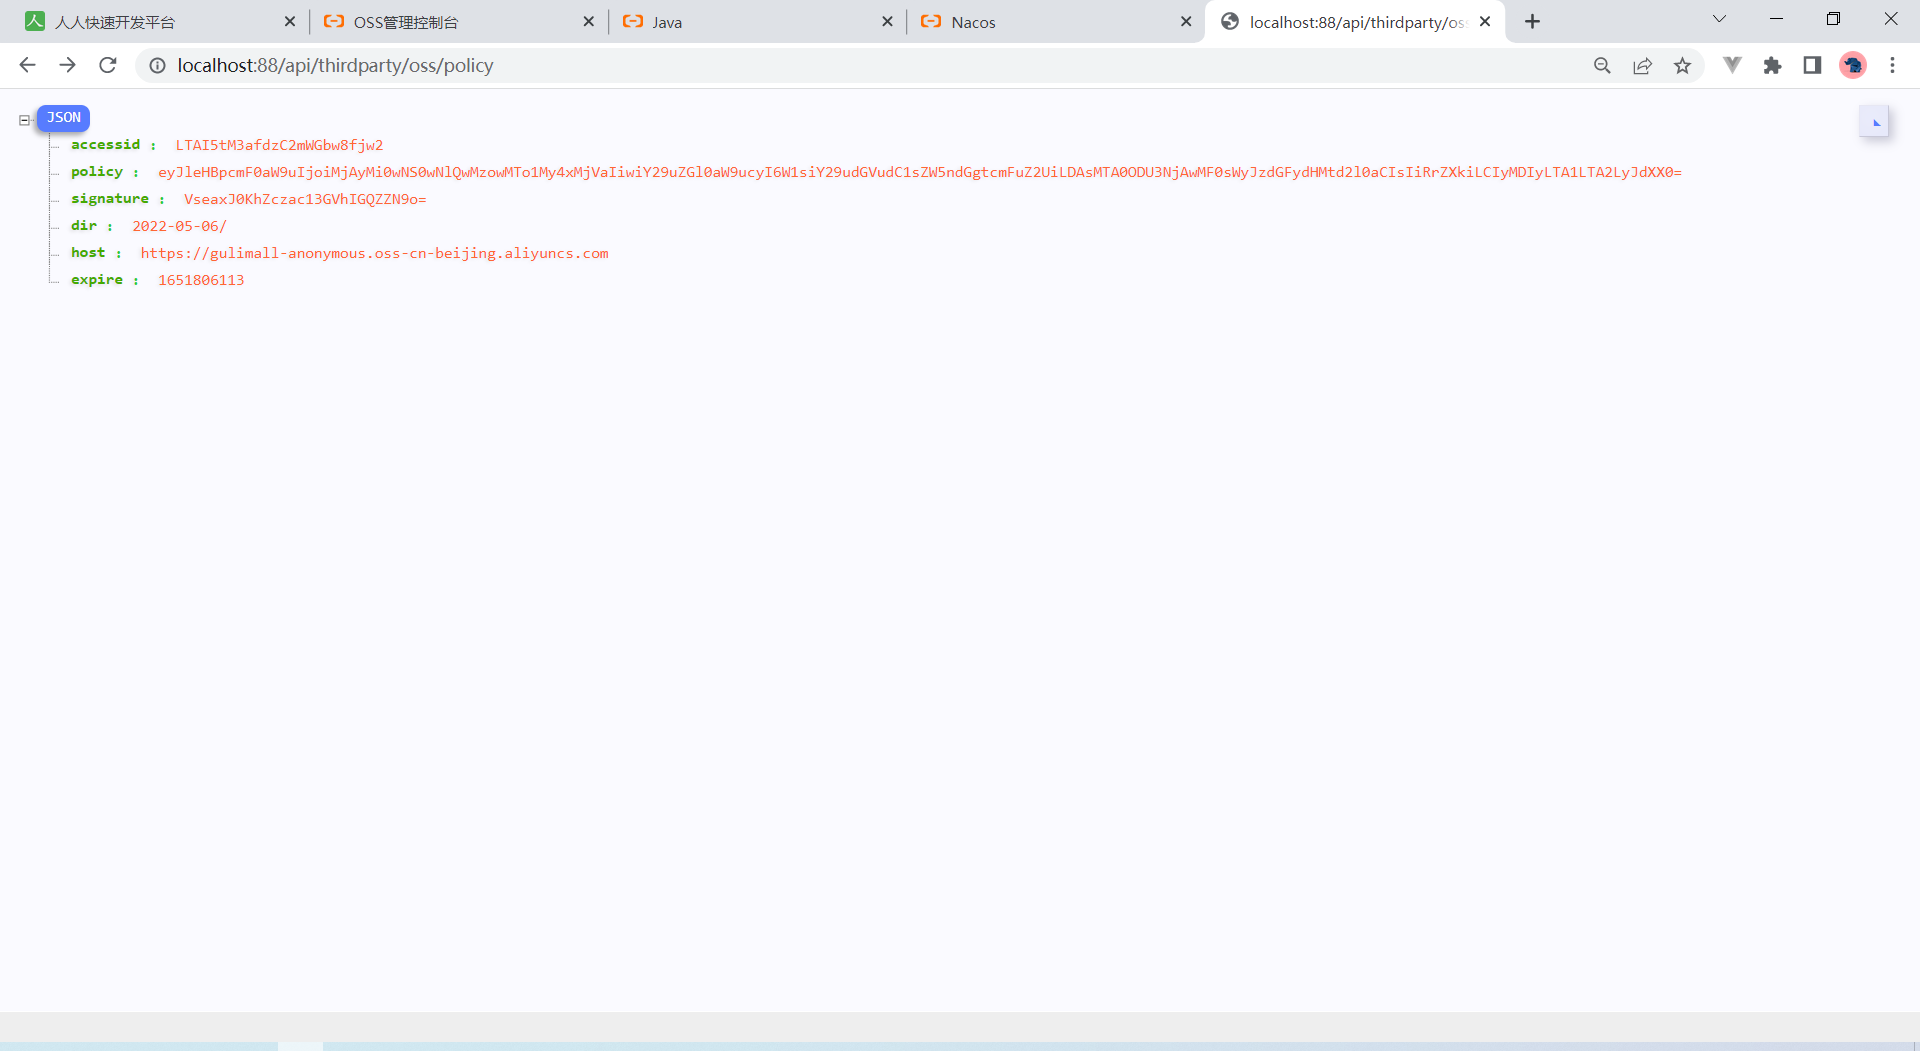 人人快速开发平台
OSS管理控制台
Java
Nacos
localhost:88/api/thirdparty/os
localhost:88/api/thirdparty/oss/policy
JSON
accessid : LTAI5tM3afdzC2mWGbw8fjw2
policy : eyJleHBpcmF0aW9uIjoiMjAyMi0wNS0wNlQwMzowMTo1My4xMjVaIiwiY29uZGl0aW9ucyI6W1siY29udGVudC1sZW5ndGgtcmFuZ2UiLDAsMTA0ODU3NjAwMF0sWyJzdGFydHMtd2l0aCIsIiRrZXkiLCIyMDIyLTA1LTA2LyJdXX0=
signature : VseaxJ0KhZczac13GVhIGQZZN9o=
dir : 2022-05-06/
host : https://gulimall-anonymous.oss-cn-beijing.aliyuncs.com
expire : 1651806113